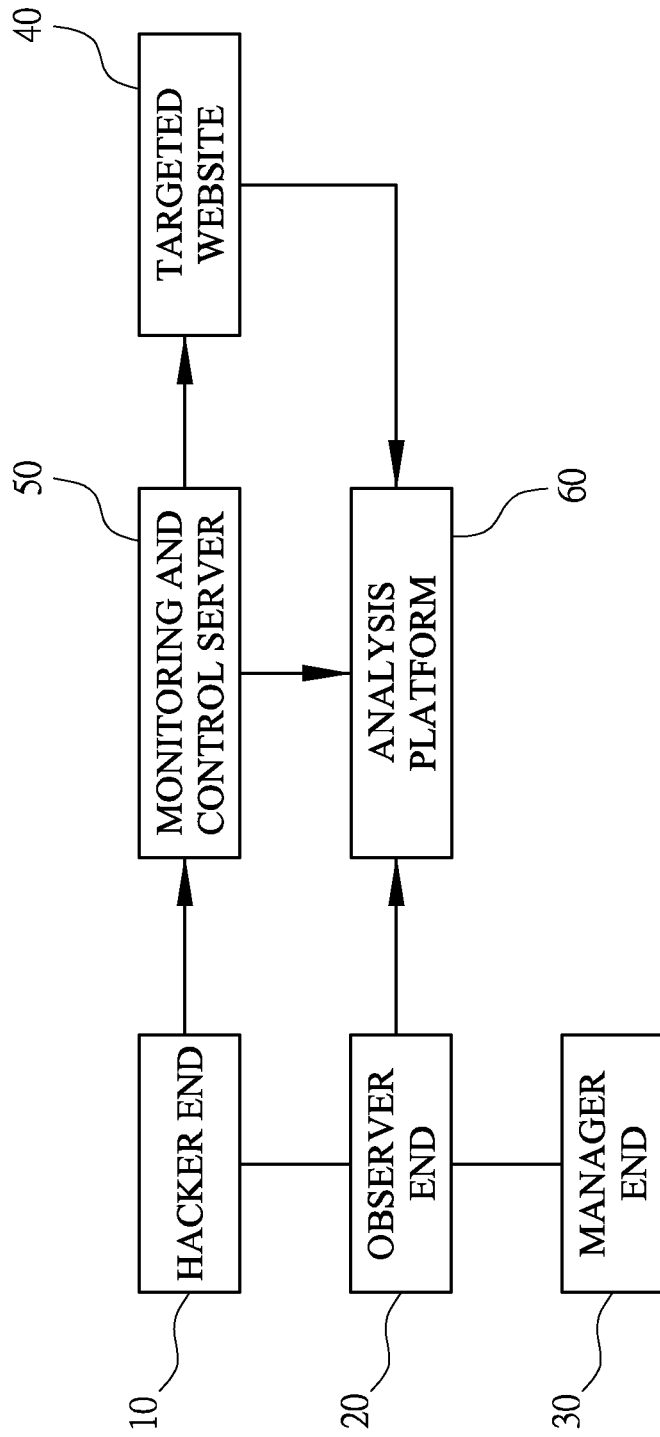 10
HACKER END
50
MONITORING AND
CONTROL SERVER
40
TARGETED
WEBSITE
20
OBSERVER
END
60
ANALYSIS
PLATFORM
30
MANAGER
END